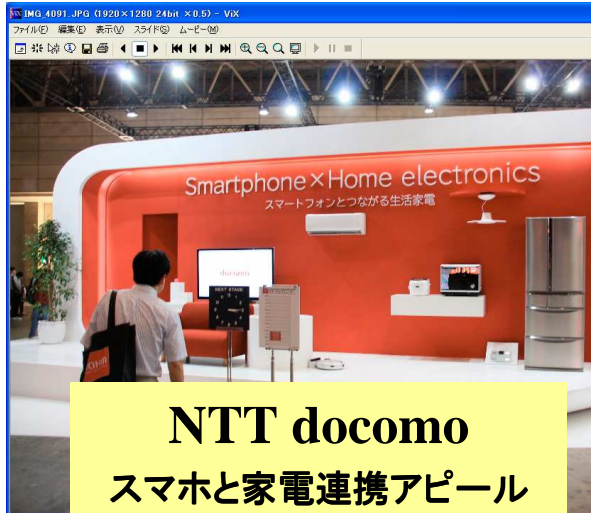 IMG_4091.JPG (1920×1280 24bit ×0.5) - ViX
ファイル(F) 編集(E) 表示(V) スライド(S) ムービー(M)
Smartphone×Home electronics
スマートフォンとつながる生活家電
docomo
NEXT STAGE
NTT docomo
スマホと家電連携アピール